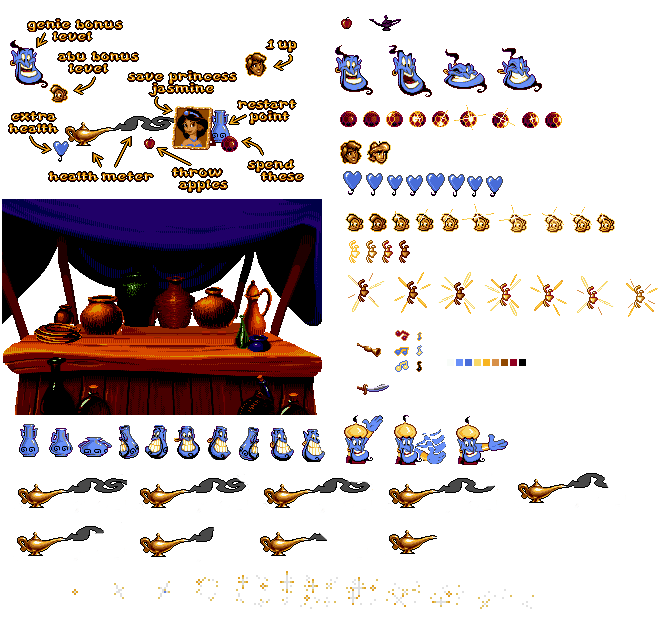 genie bonus
level
abu bonus
level
1 up
save princess
jasmine
restart
point
extra
health
health meter
throw
apples
spend
these